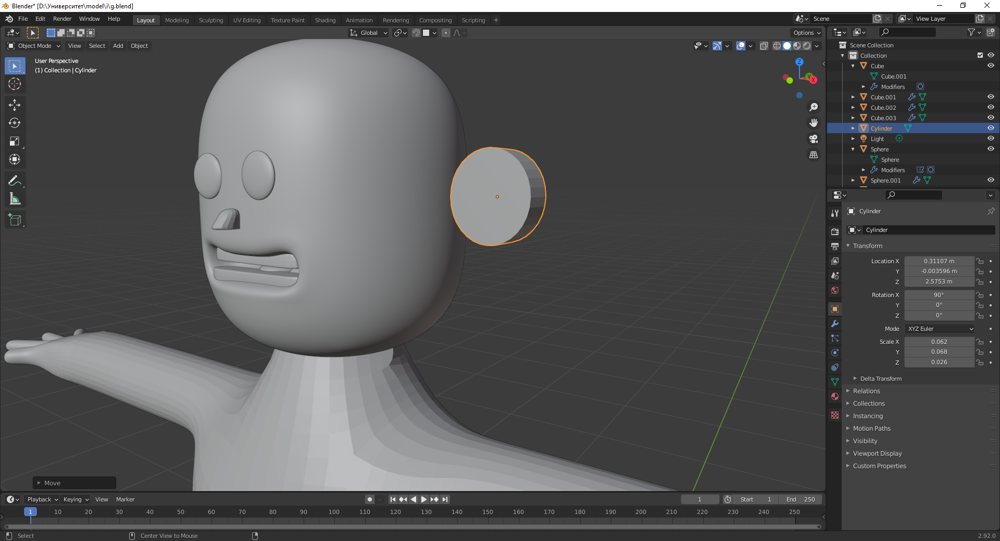 Blender* [D:\Университет\model\i\g.blend]
File Edit Render Window Help Layout Modeling Sculpting UV Editing Texture Paint Shading Animation Rendering Compositing Scripting + Scene View Layer
Global Options
Object Mode View Select Add Object
User Perspective
(1) Collection | Cylinder
Z
Y
X
Move
Scene Collection
Collection
Cube
Cube.001
Modifiers
Cube.001
Cube.002
Cube.003
Cylinder
Light
Sphere
Sphere
Modifiers
Sphere.001
Cylinder
Cylinder
Transform
Location X 0.31107 m
Y -0.003596 m
Z 2.5753 m
Rotation X 90°
Y 0°
Z 0°
Mode XYZ Euler
Scale X 0.062
Y 0.068
Z 0.026
Delta Transform
Relations
Collections
Instancing
Motion Paths
Visibility
Viewport Display
Custom Properties
Playback Keying View Marker 1 Start 1 End 250
1 10 20 30 40 50 60 70 80 90 100 110 120 130 140 150 160 170 180 190 200 210 220 230 240 250
Select Center View to Mouse 2.92.0